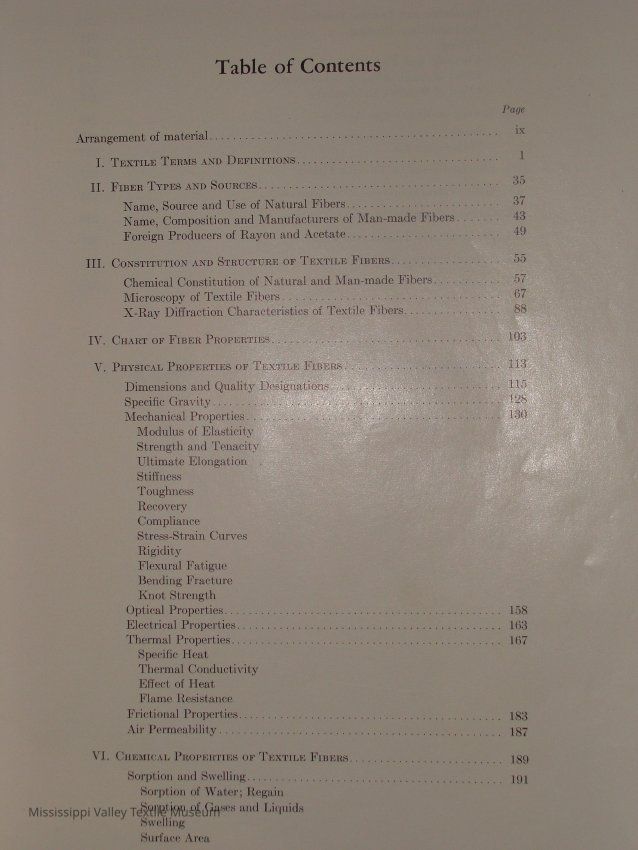 Table of Contents
Page
Arrangement of material ix
I. Textile Terms and Definitions 1
II. Fiber Types and Sources 35
Name, Source and Use of Natural Fibers 37
Name, Composition and Manufacturers of Man-made Fibers 43
Foreign Producers of Rayon and Acetate 49
III. Constitution and Structure of Textile Fibers 55
Chemical Constitution of Natural and Man-made Fibers 57
Microscopy of Textile Fibers 67
X-Ray Diffraction Characteristics of Textile Fibers 88
IV. Chart of Fiber Properties 103
V. Physical Properties of Textile Fibers 113
Dimensions and Quality Designations 115
Specific Gravity 128
Mechanical Properties 130
Modulus of Elasticity
Strength and Tenacity
Ultimate Elongation
Stiffness
Toughness
Recovery
Compliance
Stress-Strain Curves
Rigidity
Flexural Fatigue
Bending Fracture
Knot Strength
Optical Properties 158
Electrical Properties 163
Thermal Properties 167
Specific Heat
Thermal Conductivity
Effect of Heat
Flame Resistance
Frictional Properties 183
Air Permeability 187
VI. Chemical Properties of Textile Fibers 189
Sorption and Swelling 191
Sorption of Water; Regain
Sorption of Gases and Liquids
Mississippi Valley Textile Museum
Swelling
Surface Area